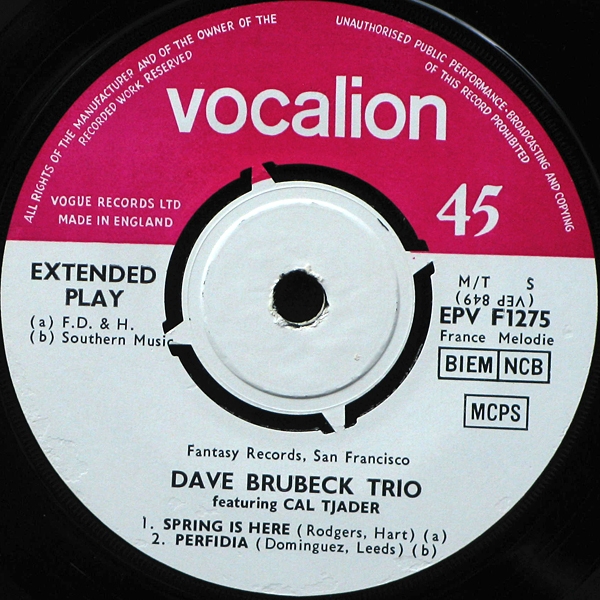 ALL RIGHTS OF THE MANUFACTURER AND OF THE OWNER OF THE
RECORDED WORK RESERVED
UNAUTHORISED PUBLIC PERFORMANCE·BROADCASTING AND COPYING
OF THIS RECORD PROHIBITED
vocalion
VOGUE RECORDS LTD
MADE IN ENGLAND
45
EXTENDED
PLAY
(a) F.D. & H.
(b) Southern Music
M/T S
(VEP 849)
EPV F1275
France Melodie
BIEM NCB
MCPS
Fantasy Records, San Francisco
DAVE BRUBECK TRIO
featuring CAL TJADER
1. SPRING IS HERE (Rodgers, Hart) (a)
2. PERFIDIA (Dominguez, Leeds) (b)